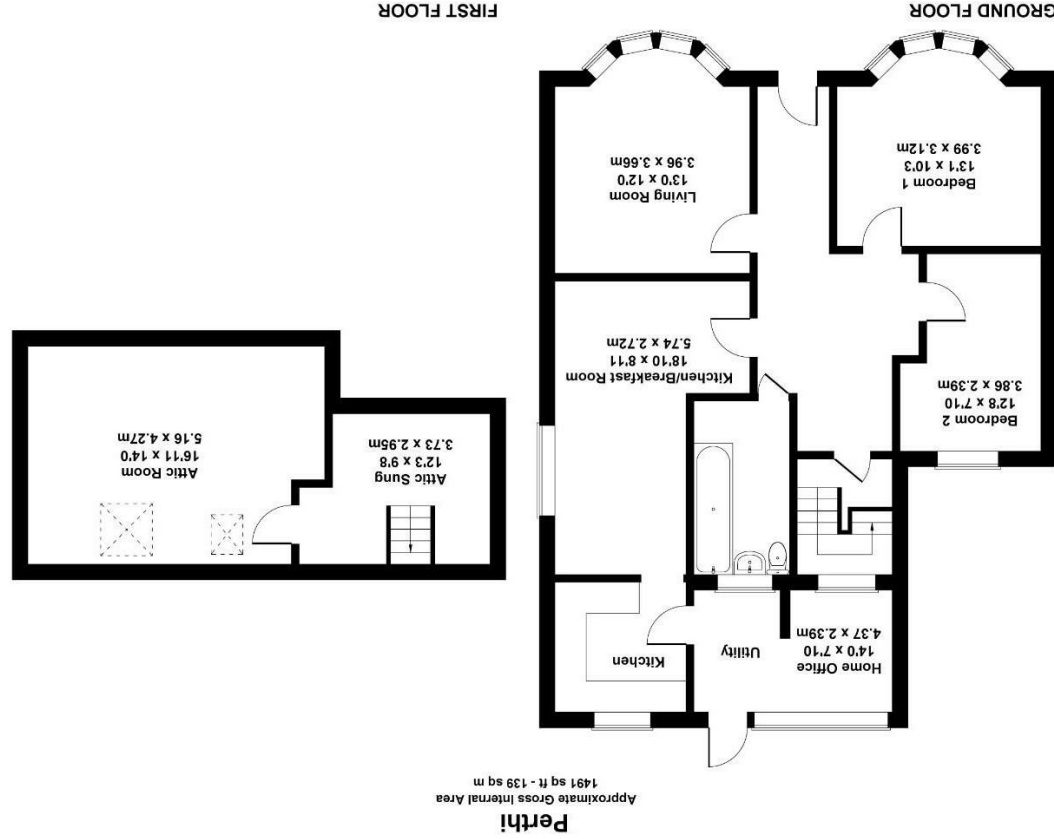 Perthi
Approximate Gross Internal Area
1491 sq ft - 139 sq m
Home Office
14'0 x 7'10
4.37 x 2.39m
Utility
Kitchen
Bedroom 2
12'8 x 7'10
3.86 x 2.39m
Kitchen/Breakfast Room
18'10 x 8'11
5.74 x 2.72m
Bedroom 1
13'1 x 10'3
3.99 x 3.12m
Living Room
13'0 x 12'0
3.96 x 3.66m
GROUND FLOOR
Attic Sung
12'3 x 9'8
3.73 x 2.95m
Attic Room
16'11 x 14'0
5.16 x 4.27m
FIRST FLOOR